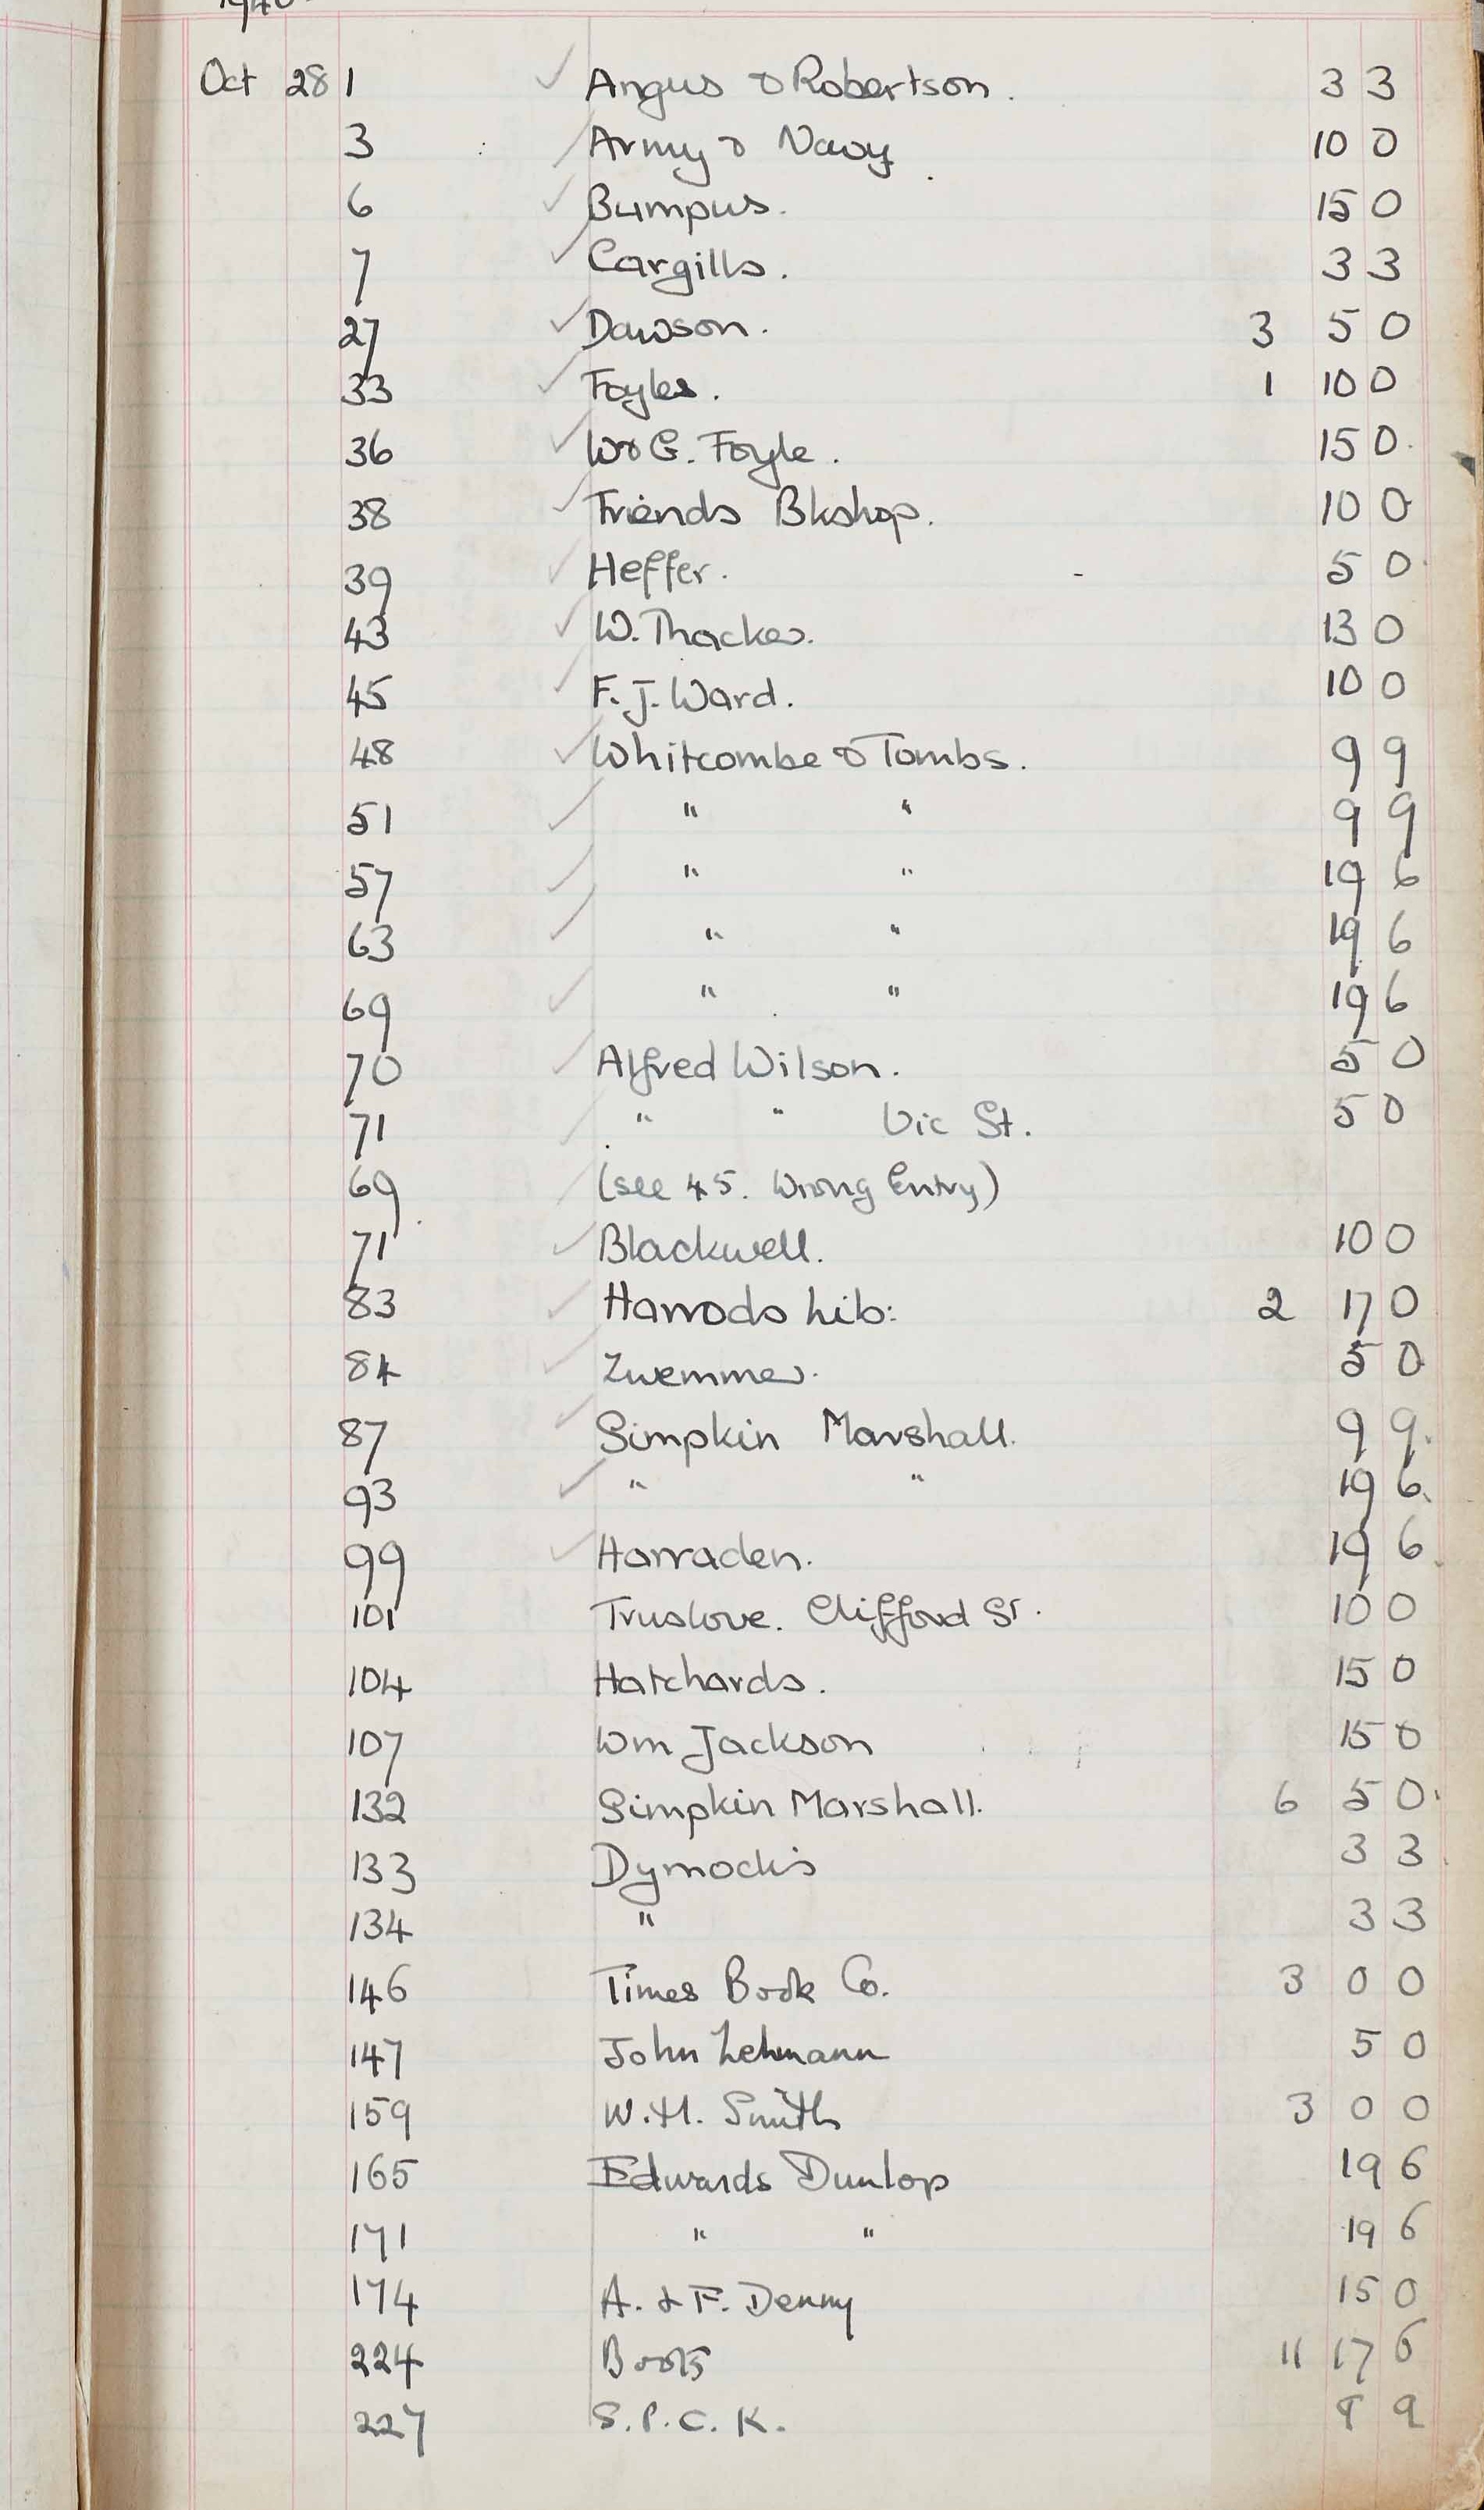 1940
Oct 28 1 ✓ Angus & Robertson. 3 3
3 Army & Navy 10 0
6 ✓ Bumpus. 15 0
7 ✓ Cargills. 3 3
27 ✓ Dawson. 3 5 0
33 ✓ Foyles. 1 10 0
36 ✓ W & G. Foyle. 15 0
38 ✓ Friends Bkshop. 10 0
39 ✓ Heffer. 5 0
43 ✓ W. Thacker. 13 0
45 ✓ F. J. Ward. 10 0
48 ✓ Whitcombe & Tombs. 9 9
51 ✓ " " 9 9
57 ✓ " " 19 6
63 ✓ " " 19 6
69 ✓ " " 19 6
70 ✓ Alfred Wilson. 5 0
71 ✓ " " Vic St. 5 0
69 (see 45. Wrong Entry)
71 ✓ Blackwell. 10 0
83 ✓ Harrods Lib: 2 17 0
84 ✓ Zwemmer. 5 0
87 ✓ Simpkin Marshall. 9 9
93 ✓ " " 19 6
99 ✓ Harraden. 19 6
101 Truslove. Clifford St. 10 0
104 Hatchards. 15 0
107 Wm Jackson 15 0
132 Simpkin Marshall. 6 5 0
133 Dymock's 3 3
134 " 3 3
146 Times Book Co. 3 0 0
147 John Lehmann 5 0
159 W. H. Smith 3 0 0
165 Edwards Dunlop 19 6
171 " " 19 6
174 A. & F. Denny 15 0
224 Boots 11 17 6
227 S.P.C.K. 9 9